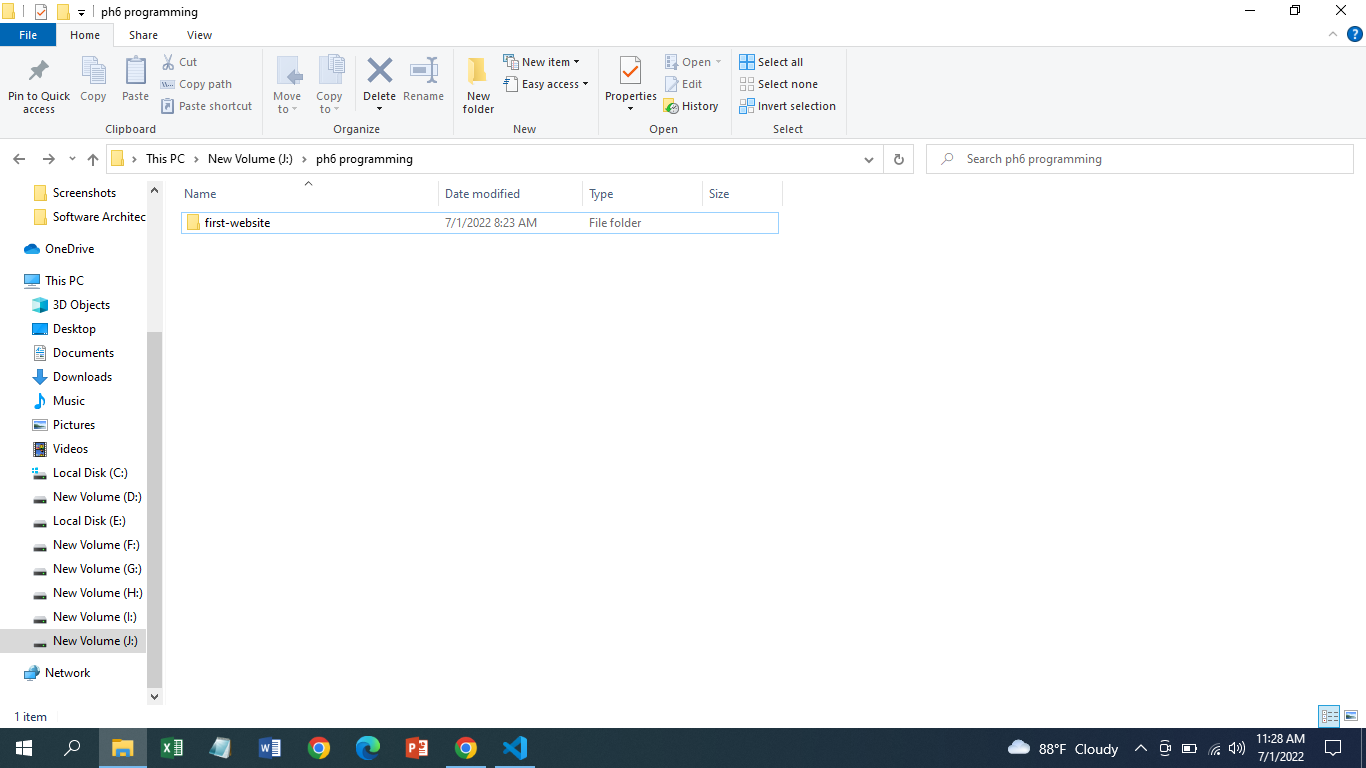 ph6 programming
File Home Share View
Pin to Quick access
Copy
Paste
Cut
Copy path
Paste shortcut
Clipboard
Move to
Copy to
Delete
Rename
Organize
New folder
New item
Easy access
New
Properties
Open
Edit
History
Open
Select all
Select none
Invert selection
Select
This PC > New Volume (J:) > ph6 programming
Search ph6 programming
Screenshots
Software Architec
OneDrive
This PC
3D Objects
Desktop
Documents
Downloads
Music
Pictures
Videos
Local Disk (C:)
New Volume (D:)
Local Disk (E:)
New Volume (F:)
New Volume (G:)
New Volume (H:)
New Volume (I:)
New Volume (J:)
Network
Name Date modified Type Size
first-website 7/1/2022 8:23 AM File folder
1 item
88°F Cloudy
11:28 AM
7/1/2022